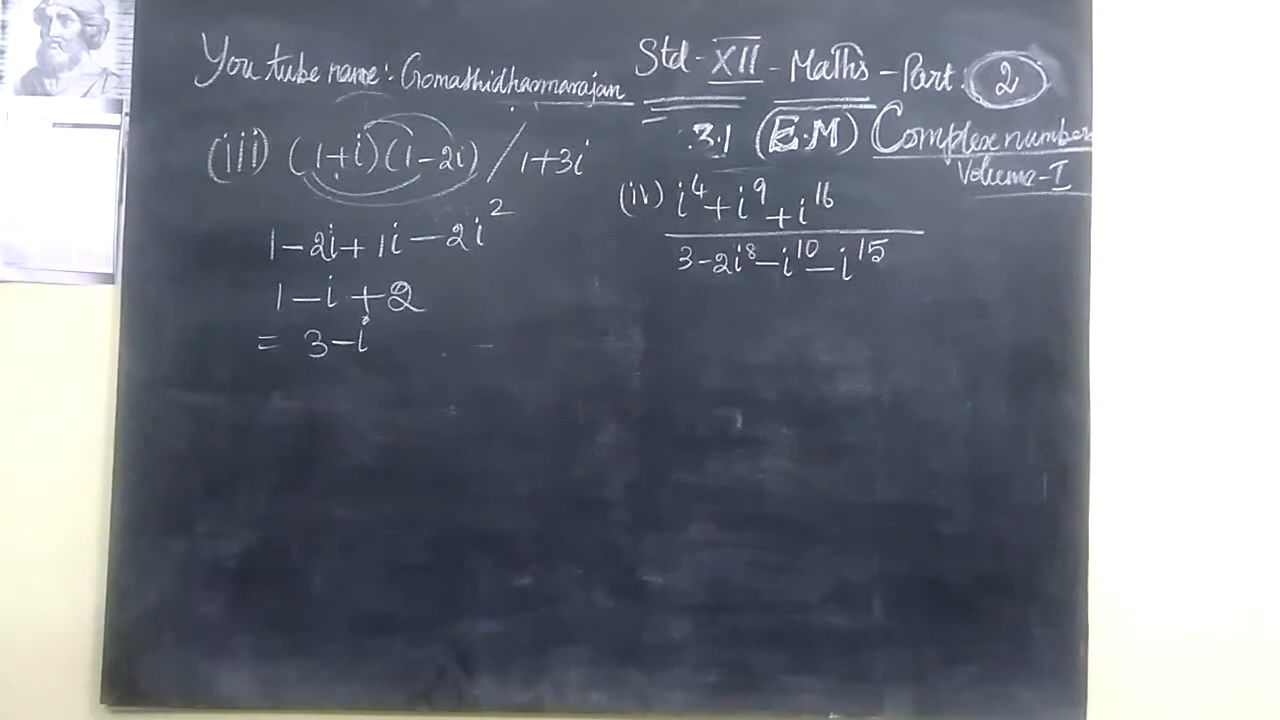 You tube name:- Gomathidharmarajan
Std - XII - Maths - Part: 2
3.1 (E.M) Complex number
Volume - I
(iii) (1+i)(1-2i) / 1+3i
1-2i+1i-2i²
1-i+2
= 3-i
(iv) i⁴+i⁹+i¹⁶
3-2i⁸-i¹⁰-i¹⁵